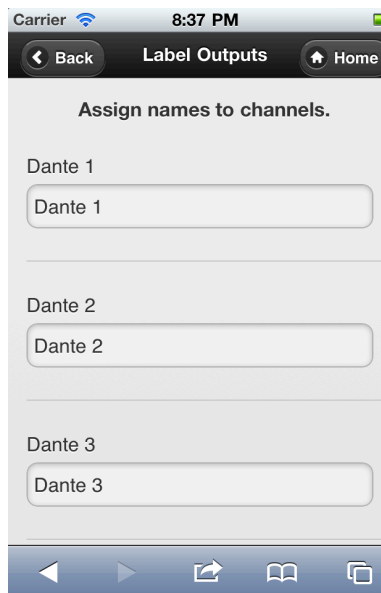 Carrier 8:37 PM
Back Label Outputs Home
Assign names to channels.
Dante 1
Dante 1
Dante 2
Dante 2
Dante 3
Dante 3